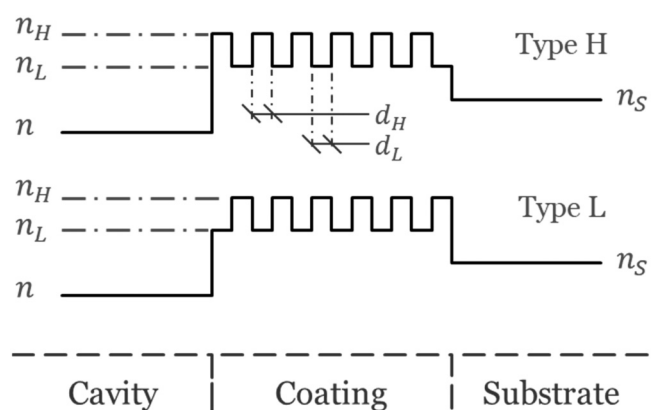 n_H
Type H
n_L
n_S
n
d_H
d_L
n_H
Type L
n_L
n_S
n
Cavity Coating Substrate